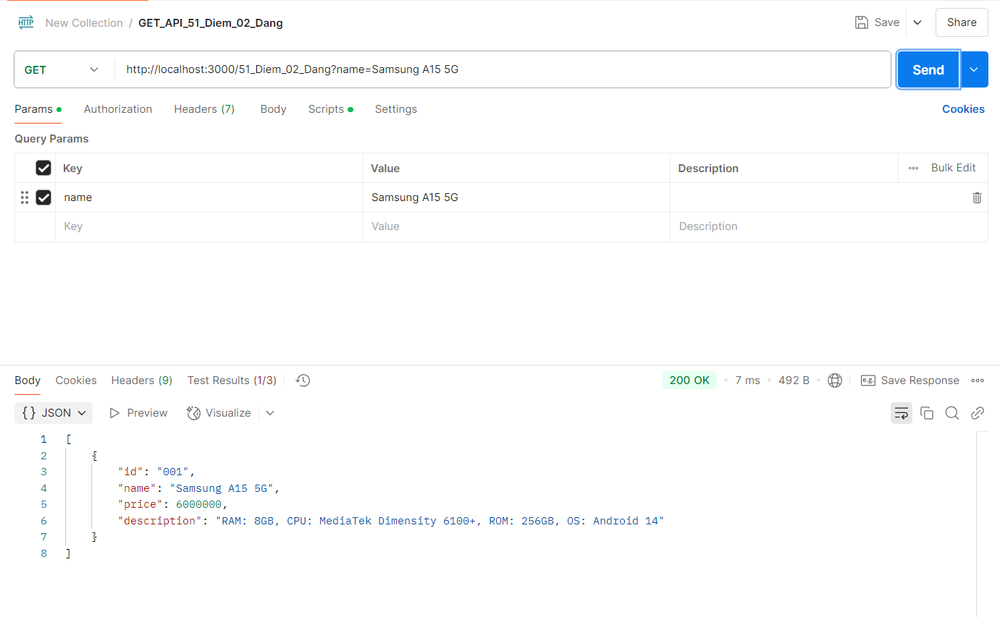 HTTP New Collection / GET_API_51_Diem_02_Dang Save Share
GET http://localhost:3000/51_Diem_02_Dang?name=Samsung A15 5G Send
Params Authorization Headers (7) Body Scripts Settings Cookies
Query Params
Key Value Description Bulk Edit
name Samsung A15 5G
Key Value Description
Body Cookies Headers (9) Test Results (1/3) 200 OK 7 ms 492 B e.g. Save Response
{} JSON Preview Visualize
1 [
2 {
3 "id": "001",
4 "name": "Samsung A15 5G",
5 "price": 6000000,
6 "description": "RAM: 8GB, CPU: MediaTek Dimensity 6100+, ROM: 256GB, OS: Android 14"
7 }
8 ]